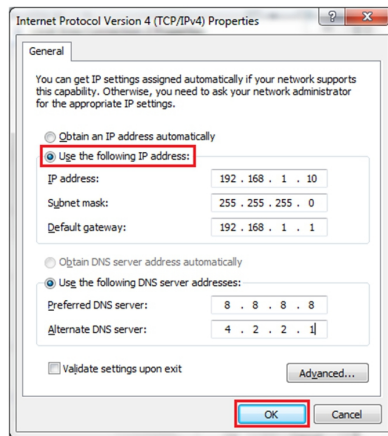 Internet Protocol Version 4 (TCP/IPv4) Properties
General
You can get IP settings assigned automatically if your network supports
this capability. Otherwise, you need to ask your network administrator
for the appropriate IP settings.
Obtain an IP address automatically
Use the following IP address:
IP address: 192 . 168 . 1 . 10
Subnet mask: 255 . 255 . 255 . 0
Default gateway: 192 . 168 . 1 . 1
Obtain DNS server address automatically
Use the following DNS server addresses:
Preferred DNS server: 8 . 8 . 8 . 8
Alternate DNS server: 4 . 2 . 2 . 1
Validate settings upon exit
Advanced...
OK Cancel